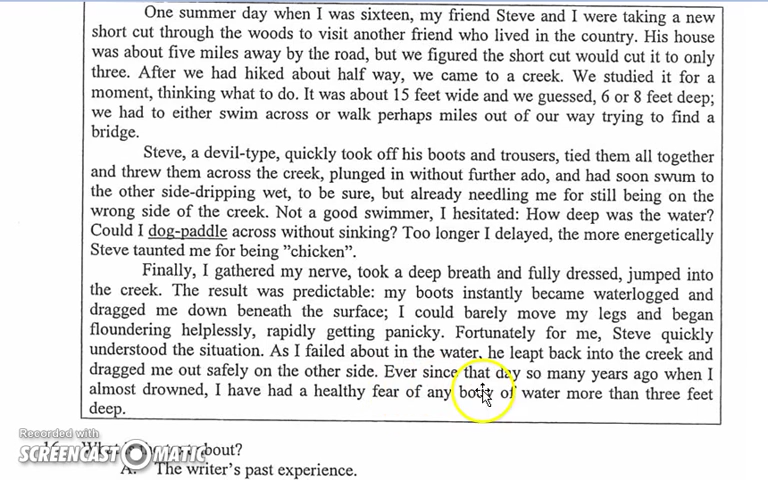 One summer day when I was sixteen, my friend Steve and I were taking a new
short cut through the woods to visit another friend who lived in the country. His house
was about five miles away by the road, but we figured the short cut would cut it to only
three. After we had hiked about half way, we came to a creek. We studied it for a
moment, thinking what to do. It was about 15 feet wide and we guessed, 6 or 8 feet deep;
we had to either swim across or walk perhaps miles out of our way trying to find a
bridge.
Steve, a devil-type, quickly took off his boots and trousers, tied them all together
and threw them across the creek, plunged in without further ado, and had soon swum to
the other side-dripping wet, to be sure, but already needling me for still being on the
wrong side of the creek. Not a good swimmer, I hesitated: How deep was the water?
Could I dog-paddle across without sinking? Too longer I delayed, the more energetically
Steve taunted me for being ”chicken”.
Finally, I gathered my nerve, took a deep breath and fully dressed, jumped into
the creek. The result was predictable: my boots instantly became waterlogged and
dragged me down beneath the surface; I could barely move my legs and began
floundering helplessly, rapidly getting panicky. Fortunately for me, Steve quickly
understood the situation. As I failed about in the water, he leapt back into the creek and
dragged me out safely on the other side. Ever since that day so many years ago when I
almost drowned, I have had a healthy fear of any of water more than three feet
deep.
Recorded with
What about?
SCREENCAST O MATIC
A. The writer's past experience.